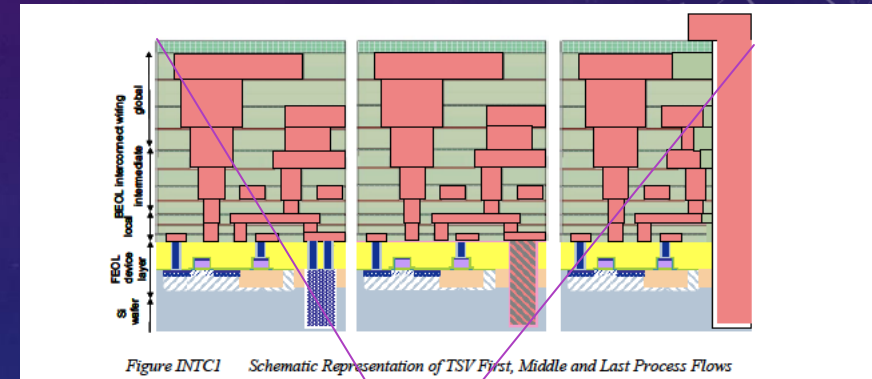 global
intermediate
local
BEOL interconnect wiring
FEOL
device
layer
Si
wafer
Figure INTC1 Schematic Representation of TSV First, Middle and Last Process Flows